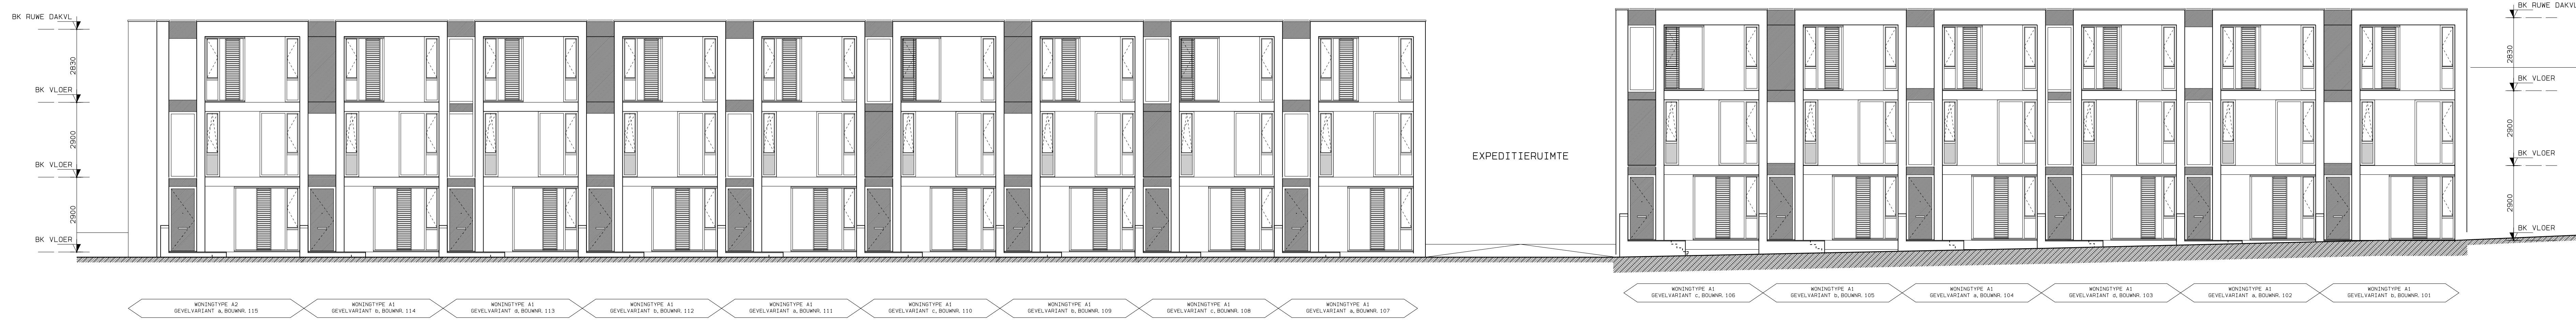 BK RUWE DAKVL
2830
BK VLOER
2900
BK VLOER
2900
BK VLOER
EXPEDITIERUIMTE
BK RUWE DAKVL
2830
BK VLOER
2900
BK VLOER
2900
BK VLOER
WONINGTYPE A2
GEVELVARIANT a, BOUWNR. 115
WONINGTYPE A1
GEVELVARIANT b, BOUWNR. 114
WONINGTYPE A1
GEVELVARIANT d, BOUWNR. 113
WONINGTYPE A1
GEVELVARIANT b, BOUWNR. 112
WONINGTYPE A1
GEVELVARIANT a, BOUWNR. 111
WONINGTYPE A1
GEVELVARIANT c, BOUWNR. 110
WONINGTYPE A1
GEVELVARIANT b, BOUWNR. 109
WONINGTYPE A1
GEVELVARIANT c, BOUWNR. 108
WONINGTYPE A1
GEVELVARIANT a, BOUWNR. 107
WONINGTYPE A1
GEVELVARIANT c, BOUWNR. 106
WONINGTYPE A1
GEVELVARIANT b, BOUWNR. 105
WONINGTYPE A1
GEVELVARIANT a, BOUWNR. 104
WONINGTYPE A1
GEVELVARIANT d, BOUWNR. 103
WONINGTYPE A1
GEVELVARIANT a, BOUWNR. 102
WONINGTYPE A1
GEVELVARIANT b, BOUWNR. 101